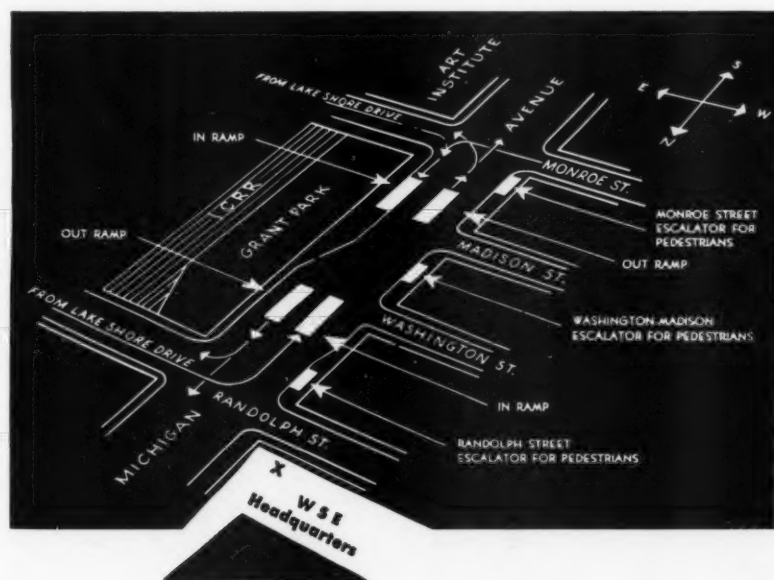 ART
INSTITUTE
AVENUE
FROM LAKE SHORE DRIVE
S
E
W
N
IN RAMP
MONROE ST.
I.C.R.R.
GRANT PARK
MONROE STREET
ESCALATOR FOR
PEDESTRIANS
OUT RAMP
MADISON ST.
OUT RAMP
FROM LAKE SHORE DRIVE
WASHINGTON ST.
WASHINGTON-MADISON
ESCALATOR FOR PEDESTRIANS
MICHIGAN
RANDOLPH ST.
IN RAMP
RANDOLPH STREET
ESCALATOR FOR PEDESTRIANS
X
WSE
Headquarters